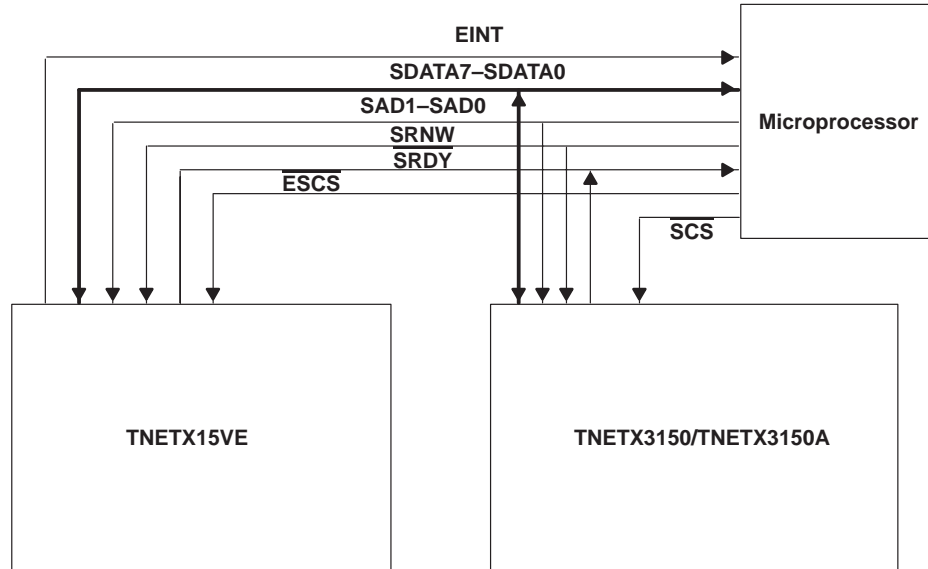 EINT
SDATA7–SDATA0
SAD1–SAD0
Microprocessor
SRNW
SRDY
ESCS
SCS
TNETX15VE
TNETX3150/TNETX3150A